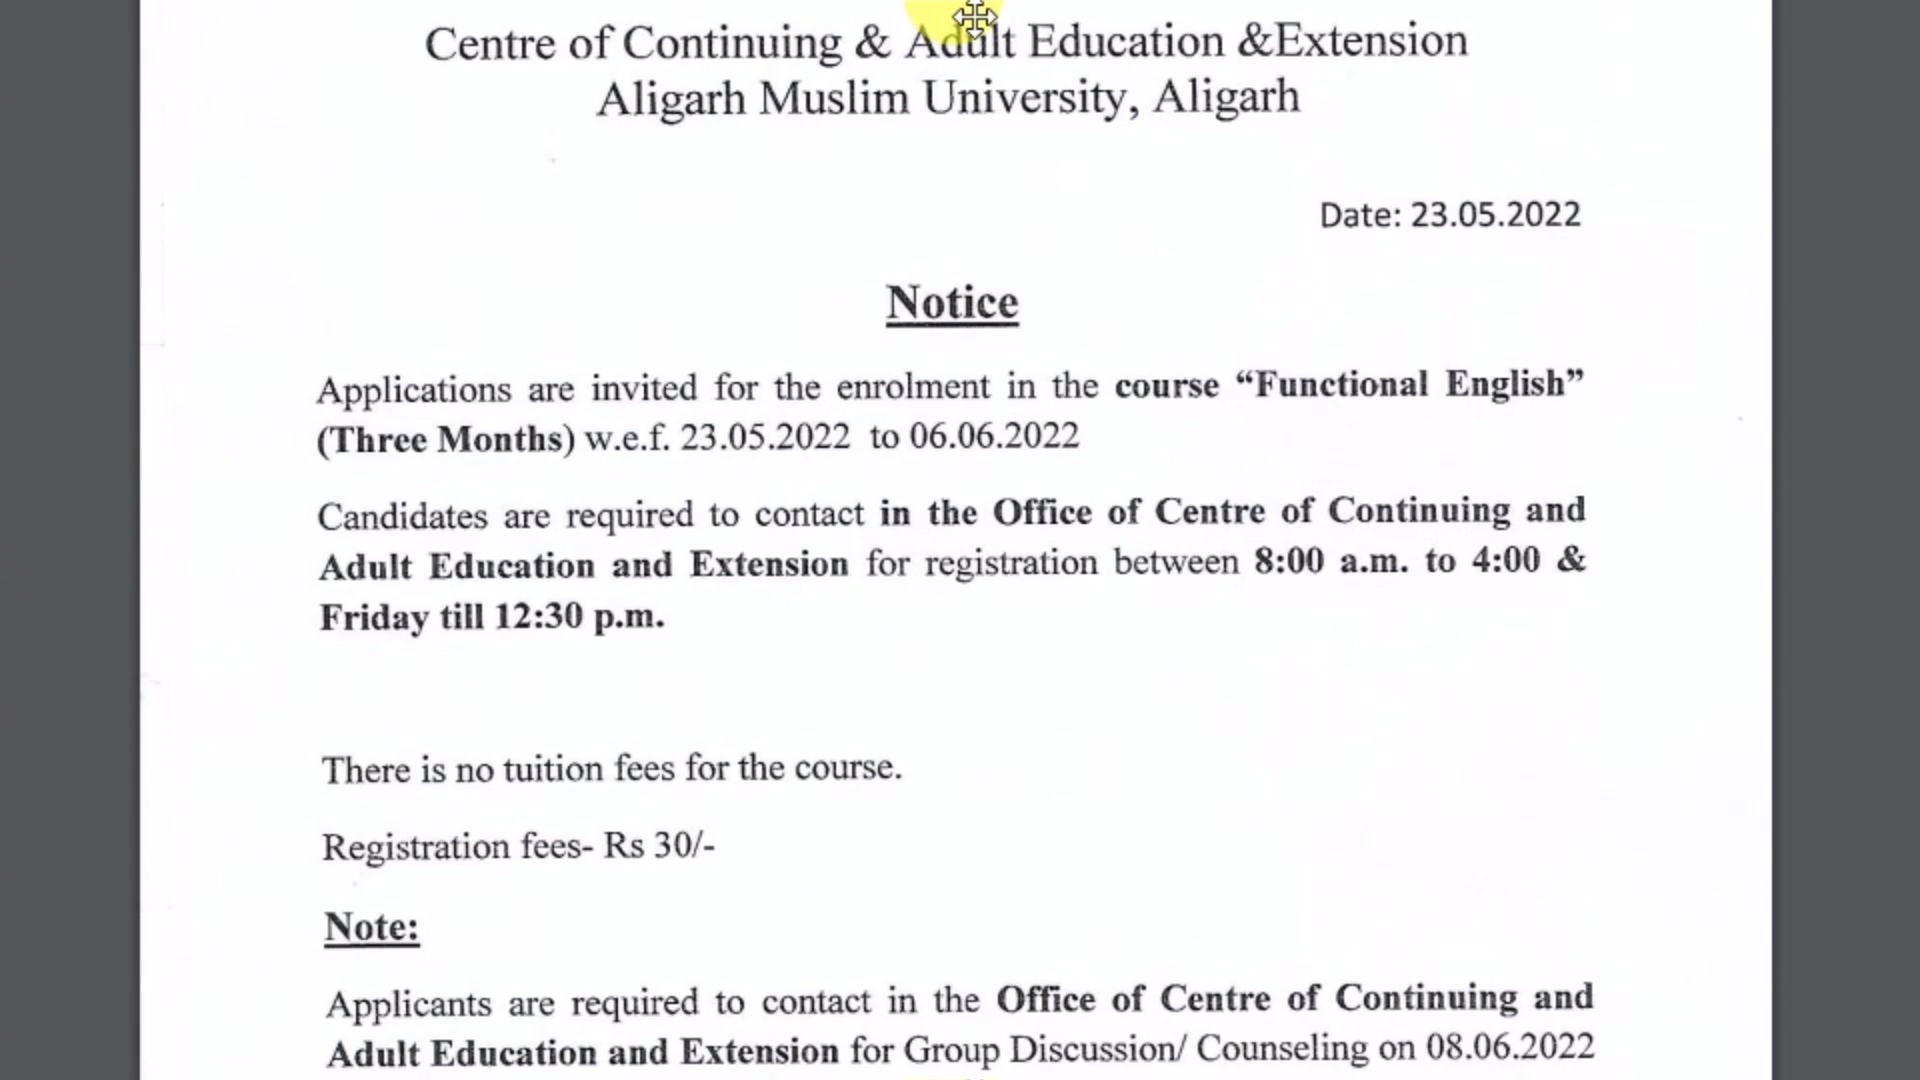 Centre of Continuing & Adult Education &Extension
Aligarh Muslim University, Aligarh
Date: 23.05.2022
Notice
Applications are invited for the enrolment in the course “Functional English”
(Three Months) w.e.f. 23.05.2022 to 06.06.2022
Candidates are required to contact in the Office of Centre of Continuing and
Adult Education and Extension for registration between 8:00 a.m. to 4:00 &
Friday till 12:30 p.m.
There is no tuition fees for the course.
Registration fees- Rs 30/-
Note:
Applicants are required to contact in the Office of Centre of Continuing and
Adult Education and Extension for Group Discussion/ Counseling on 08.06.2022